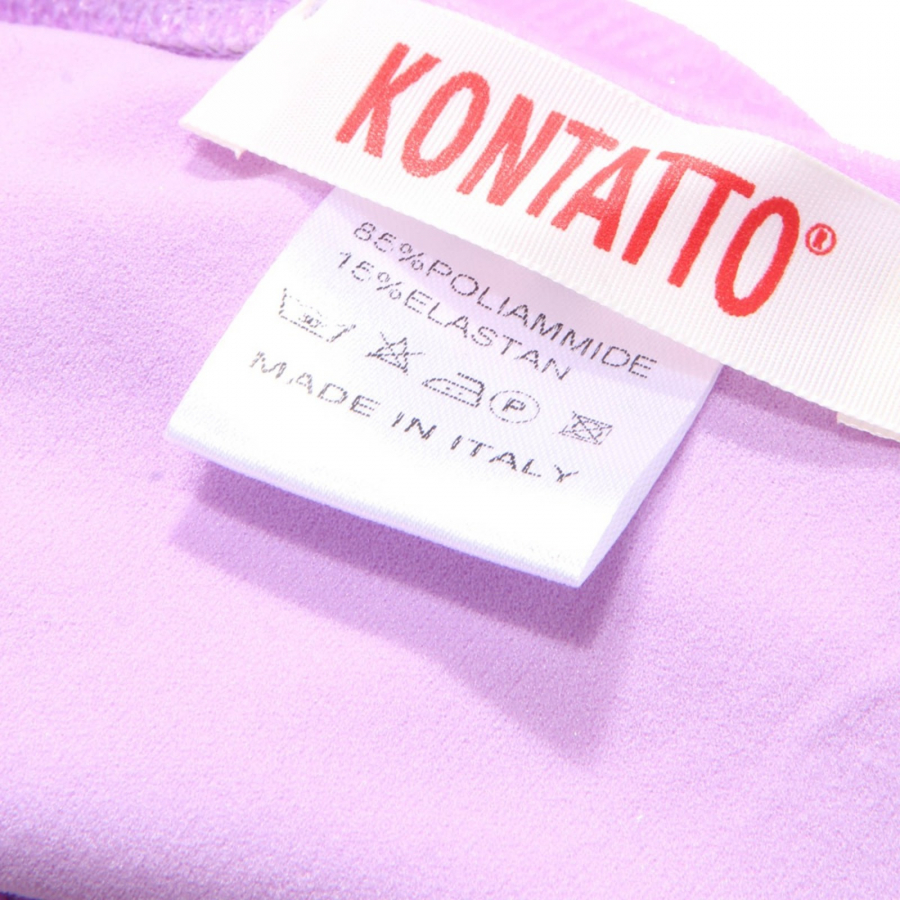 KONTATTO®
85%POLIAMMIDE
15%ELASTAN
P
MADE IN ITALY